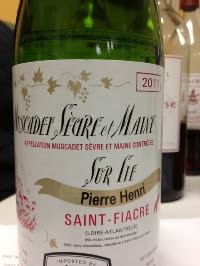 2011
MUSCADET SÈVRE et MAINE
APPELLATION MUSCADET SÈVRE ET MAINE CONTRÔLÉE
SUR LIE
Pierre Henri
SAINT-FIACRE
(LOIRE-ATLANTIQUE)
IMPORTED BY